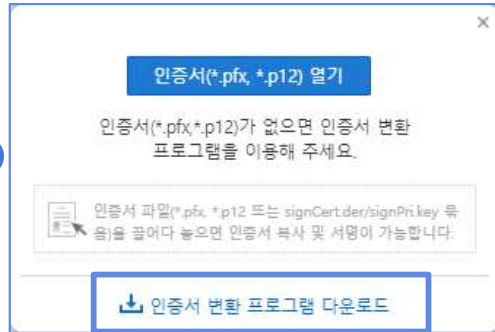 인증서(*.pfx, *.p12) 열기
인증서(*.pfx,*.p12)가 없으면 인증서 변환
프로그램을 이용해 주세요.
인증서 파일(*.pfx, *.p12 또는 signCert.der/signPri.key 묶
음)을 끌어다 놓으면 인증서 복사 및 서명이 가능합니다.
인증서 변환 프로그램 다운로드